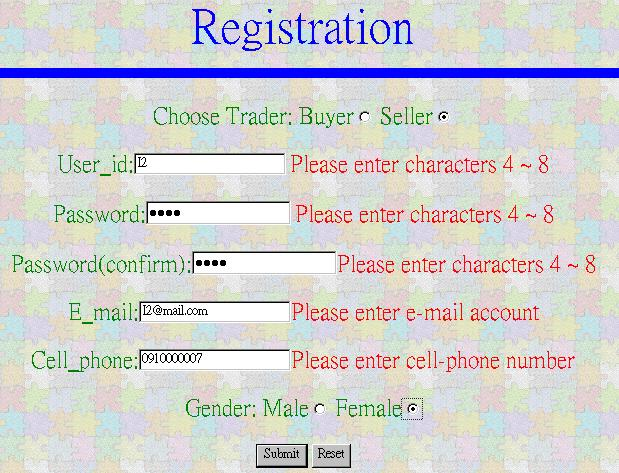 Registration
Choose Trader: Buyer Seller
User_id: I2 Please enter characters 4 ~ 8
Password: •••• Please enter characters 4 ~ 8
Password(confirm): •••• Please enter characters 4 ~ 8
E_mail: I2@mail.com Please enter e-mail account
Cell_phone: 0910000007 Please enter cell-phone number
Gender: Male Female
Submit Reset